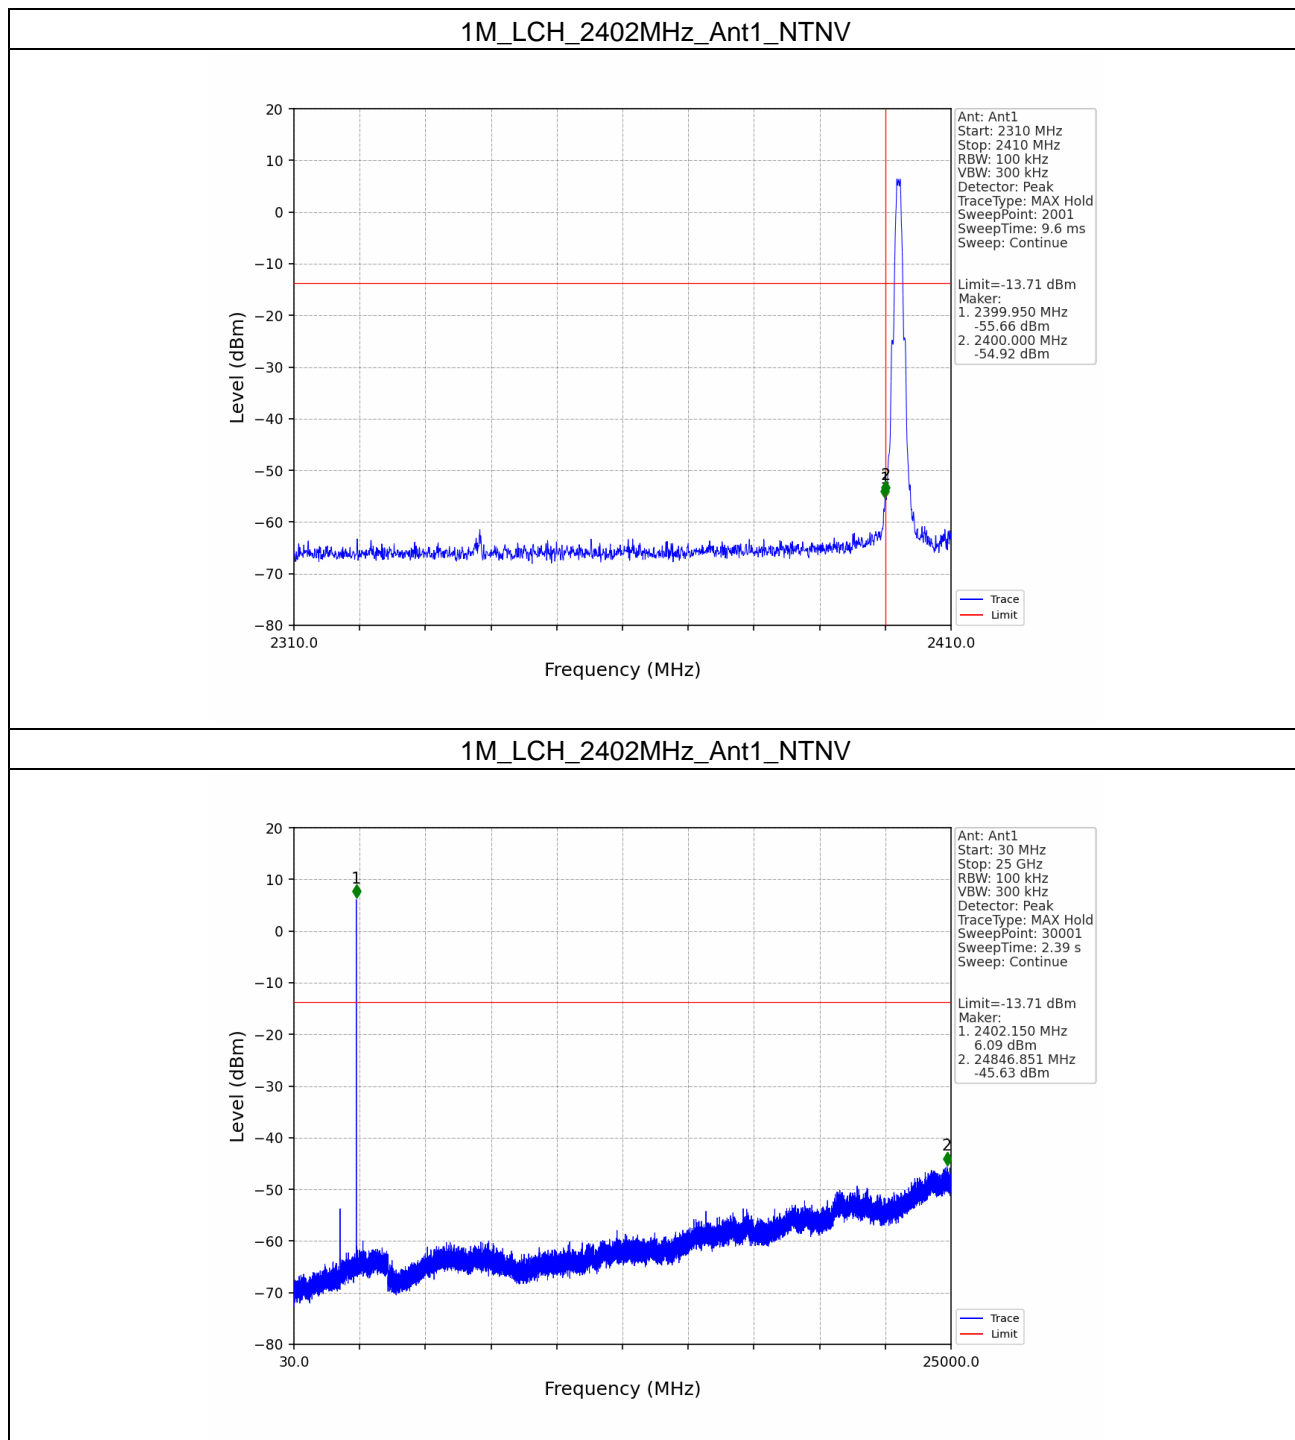 1M_LCH_2402MHz_Ant1_NTNV
20
10
0
−10
−20
−30
−40
−50
−60
−70
−80
Level (dBm)
2
2310.0
2410.0
Frequency (MHz)
Ant: Ant1
Start: 2310 MHz
Stop: 2410 MHz
RBW: 100 kHz
VBW: 300 kHz
Detector: Peak
TraceType: MAX Hold
SweepPoint: 2001
SweepTime: 9.6 ms
Sweep: Continue
Limit=-13.71 dBm
Maker:
1. 2399.950 MHz
-55.66 dBm
2. 2400.000 MHz
-54.92 dBm
Trace
Limit
1M_LCH_2402MHz_Ant1_NTNV
20
10
0
−10
−20
−30
−40
−50
−60
−70
−80
Level (dBm)
1
2
30.0
25000.0
Frequency (MHz)
Ant: Ant1
Start: 30 MHz
Stop: 25 GHz
RBW: 100 kHz
VBW: 300 kHz
Detector: Peak
TraceType: MAX Hold
SweepPoint: 30001
SweepTime: 2.39 s
Sweep: Continue
Limit=-13.71 dBm
Maker:
1. 2402.150 MHz
6.09 dBm
2. 24846.851 MHz
-45.63 dBm
Trace
Limit